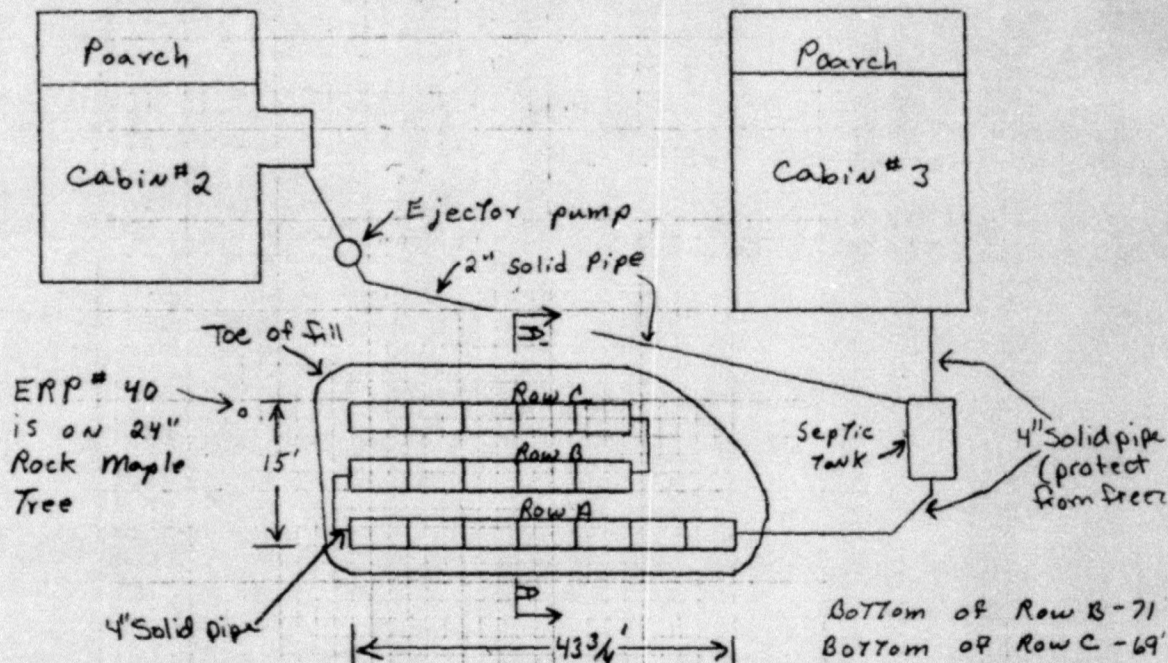 Poarch
Poarch
Cabin #2
Cabin # 3
Ejector pump
2" solid pipe
Toe of fill
A'
ERP # 40
is on 24"
Rock Maple
Tree
15'
Row C
Row B
Row A
Septic
Tank
4" Solid pipe
(protect
from freez
A
4" Solid pipe
43 3/4'
Bottom of Row B - 71
Bottom of Row C - 69"